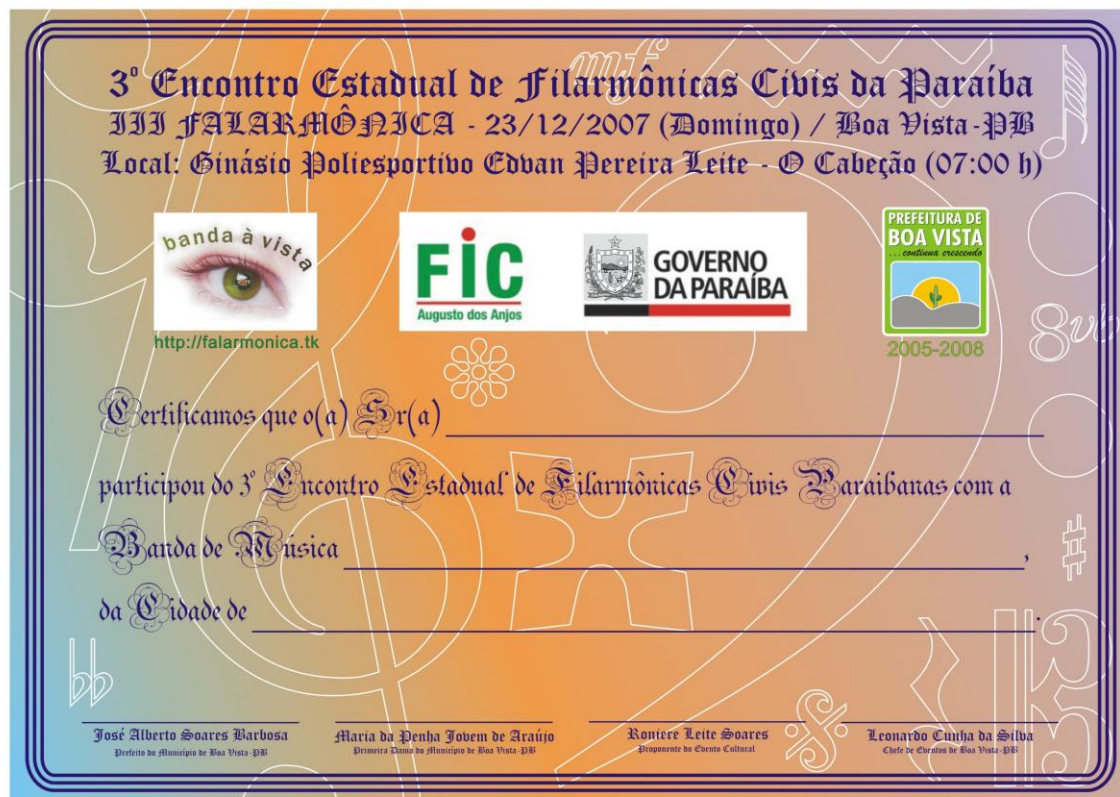 3º Encontro Estadual de Filarmônicas Civis da Paraíba
III FALARMÔNICA - 23/12/2007 (Domingo) / Boa Vista-PB
Local: Ginásio Poliesportivo Edvan Pereira Leite - O Cabeção (07:00 h)
banda à vista
http://falarmonica.tk
FIC
Augusto dos Anjos
GOVERNO
DA PARAÍBA
PREFEITURA DE
BOA VISTA
...continua crescendo
2005-2008
Certificamos que o(a) Sr(a)
participou do 3º Encontro Estadual de Filarmônicas Civis Paraibanas com a
Banda de Música ,
da Cidade de .
José Alberto Soares Barbosa
Prefeito do Município de Boa Vista-PB
Maria da Penha Jovem de Araújo
Primeira Dama do Município de Boa Vista-PB
Roniere Leite Soares
Proponente do Evento Cultural
Leonardo Cunha da Silva
Chefe de Eventos de Boa Vista-PB
mf
8vb